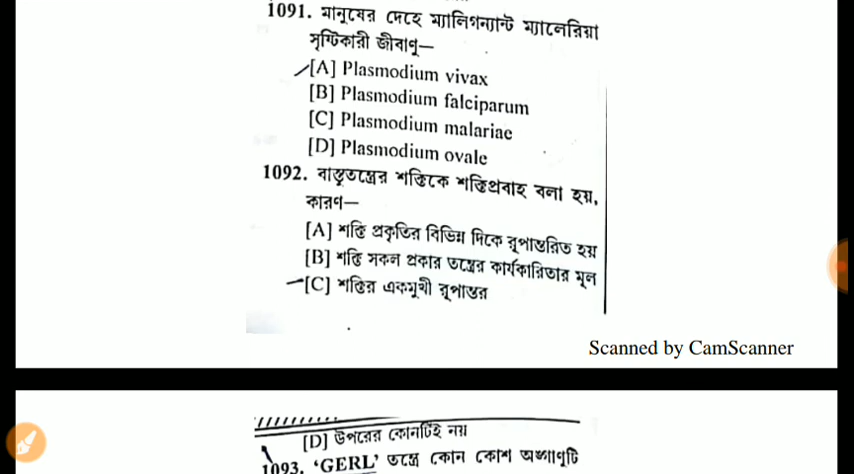 1091. মানুষের দেহে ম্যালিগন্যান্ট ম্যালেরিয়া
সৃষ্টিকারী জীবাণু—
[A] Plasmodium vivax
[B] Plasmodium falciparum
[C] Plasmodium malariae
[D] Plasmodium ovale
1092. বাস্তুতন্ত্রের শক্তিকে শক্তিপ্রবাহ বলা হয়,
কারণ—
[A] শক্তি প্রকৃতির বিভিন্ন দিকে রূপান্তরিত হয়
[B] শক্তি সকল প্রকার তন্ত্রের কার্যকারিতার মূল
[C] শক্তির একমুখী রূপান্তর
Scanned by CamScanner
[D] উপরের কোনটিই নয়
1093. ‘GERL’ তন্ত্রে কোন কোশ অঙ্গাণুটি